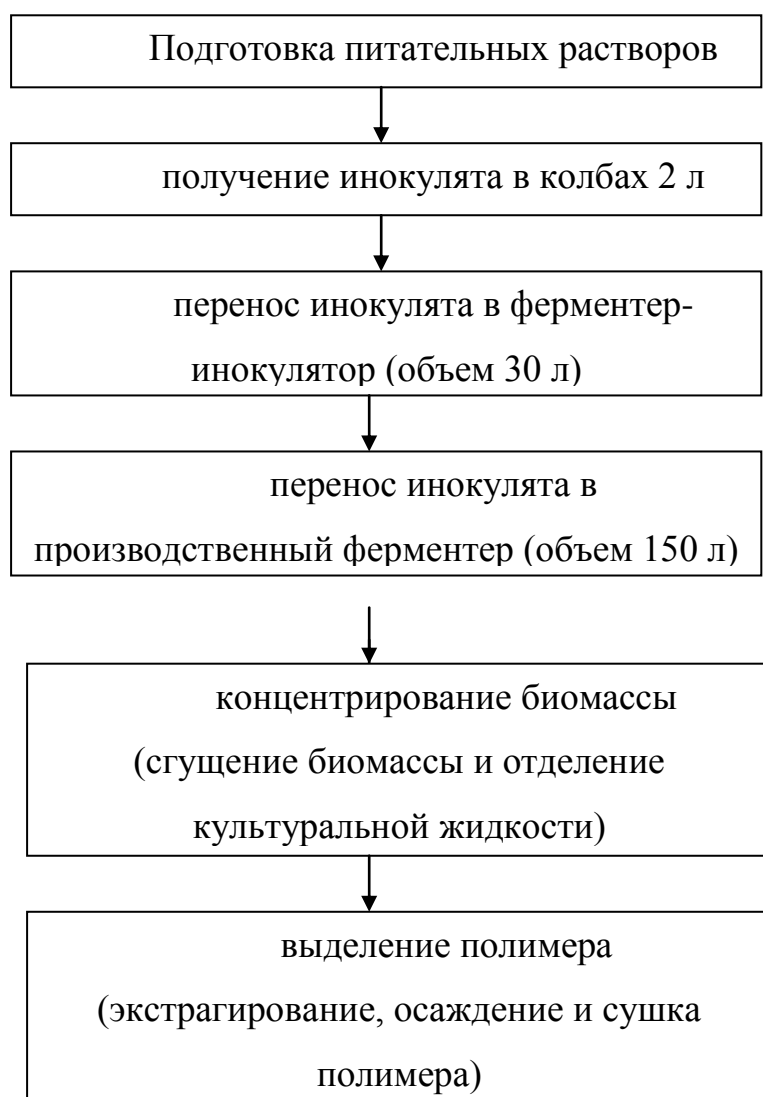 Подготовка питательных растворов
получение инокулята в колбах 2 л
перенос инокулята в ферментер-
инокулятор (объем 30 л)
перенос инокулята в
производственный ферментер (объем 150 л)
концентрирование биомассы
(сгущение биомассы и отделение
культуральной жидкости)
выделение полимера
(экстрагирование, осаждение и сушка
полимера)